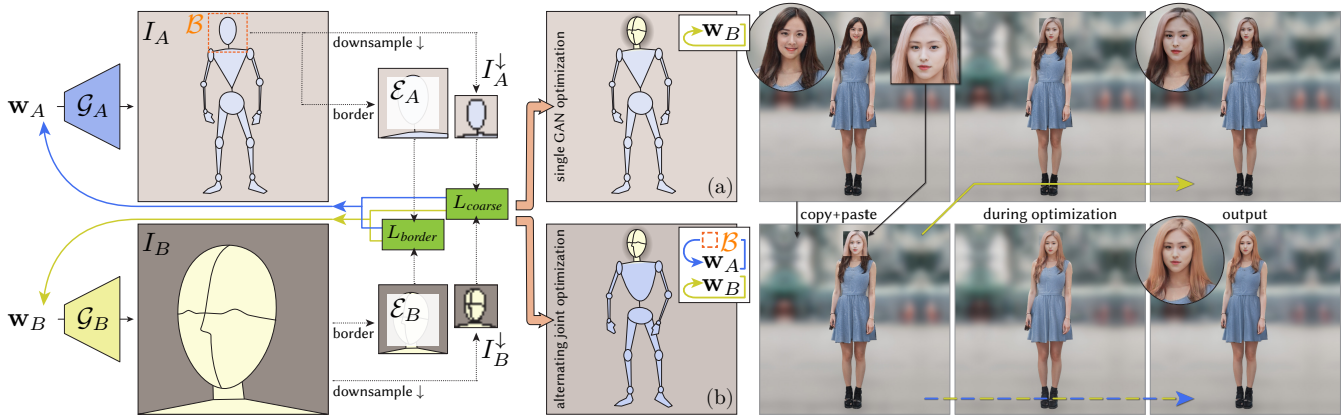 I_A
B
downsample ↓
I_A^↓
w_A
G_A
ℰ_A
border
L_coarse
L_border
I_B
w_B
G_B
border
ℰ_B
I_B^↓
downsample ↓
single GAN optimization
w_B
(a)
alternating joint optimization
B
w_A
w_B
(b)
copy+paste
during optimization
output